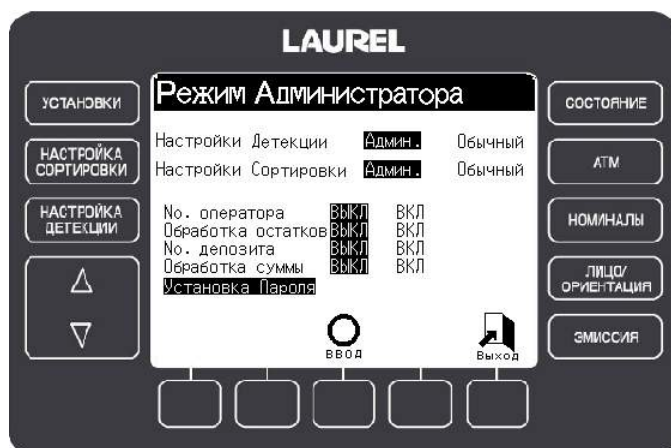 LAUREL
УСТАНОВКИ
НАСТРОЙКА
СОРТИРОВКИ
НАСТРОЙКА
ДЕТЕКЦИИ
Режим Администратора
Настройки Детекции Админ. Обычный
Настройки Сортировки Админ. Обычный
No. оператора ВЫКЛ ВКЛ
Обработка остатков ВЫКЛ ВКЛ
No. депозита ВЫКЛ ВКЛ
Обработка суммы ВЫКЛ ВКЛ
Установка Пароля
ВВОД
Выход
СОСТОЯНИЕ
ATM
НОМИНАЛЫ
ЛИЦО/
ОРИЕНТАЦИЯ
ЭМИССИЯ